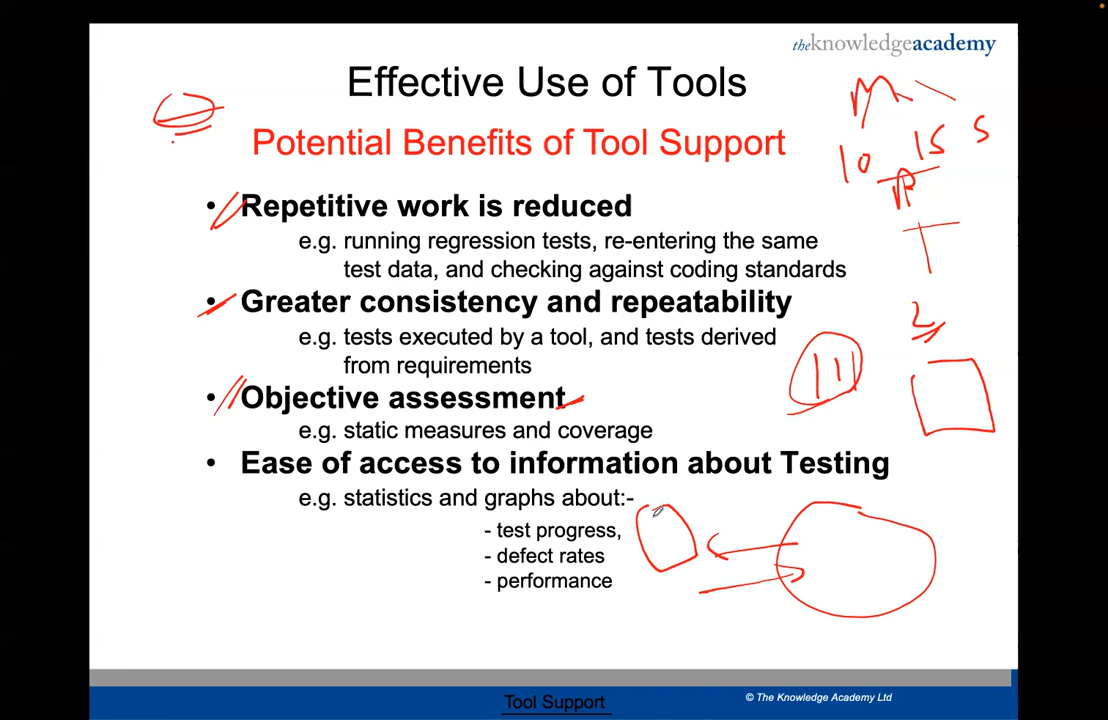 theknowledgeacademy
Effective Use of Tools
Potential Benefits of Tool Support
M
10 15 5
• Repetitive work is reduced
e.g. running regression tests, re-entering the same
test data, and checking against coding standards
T
• Greater consistency and repeatability
2
e.g. tests executed by a tool, and tests derived
from requirements
• Objective assessment
e.g. static measures and coverage
• Ease of access to information about Testing
e.g. statistics and graphs about:-
- test progress,
- defect rates
- performance
Tool Support
© The Knowledge Academy Ltd